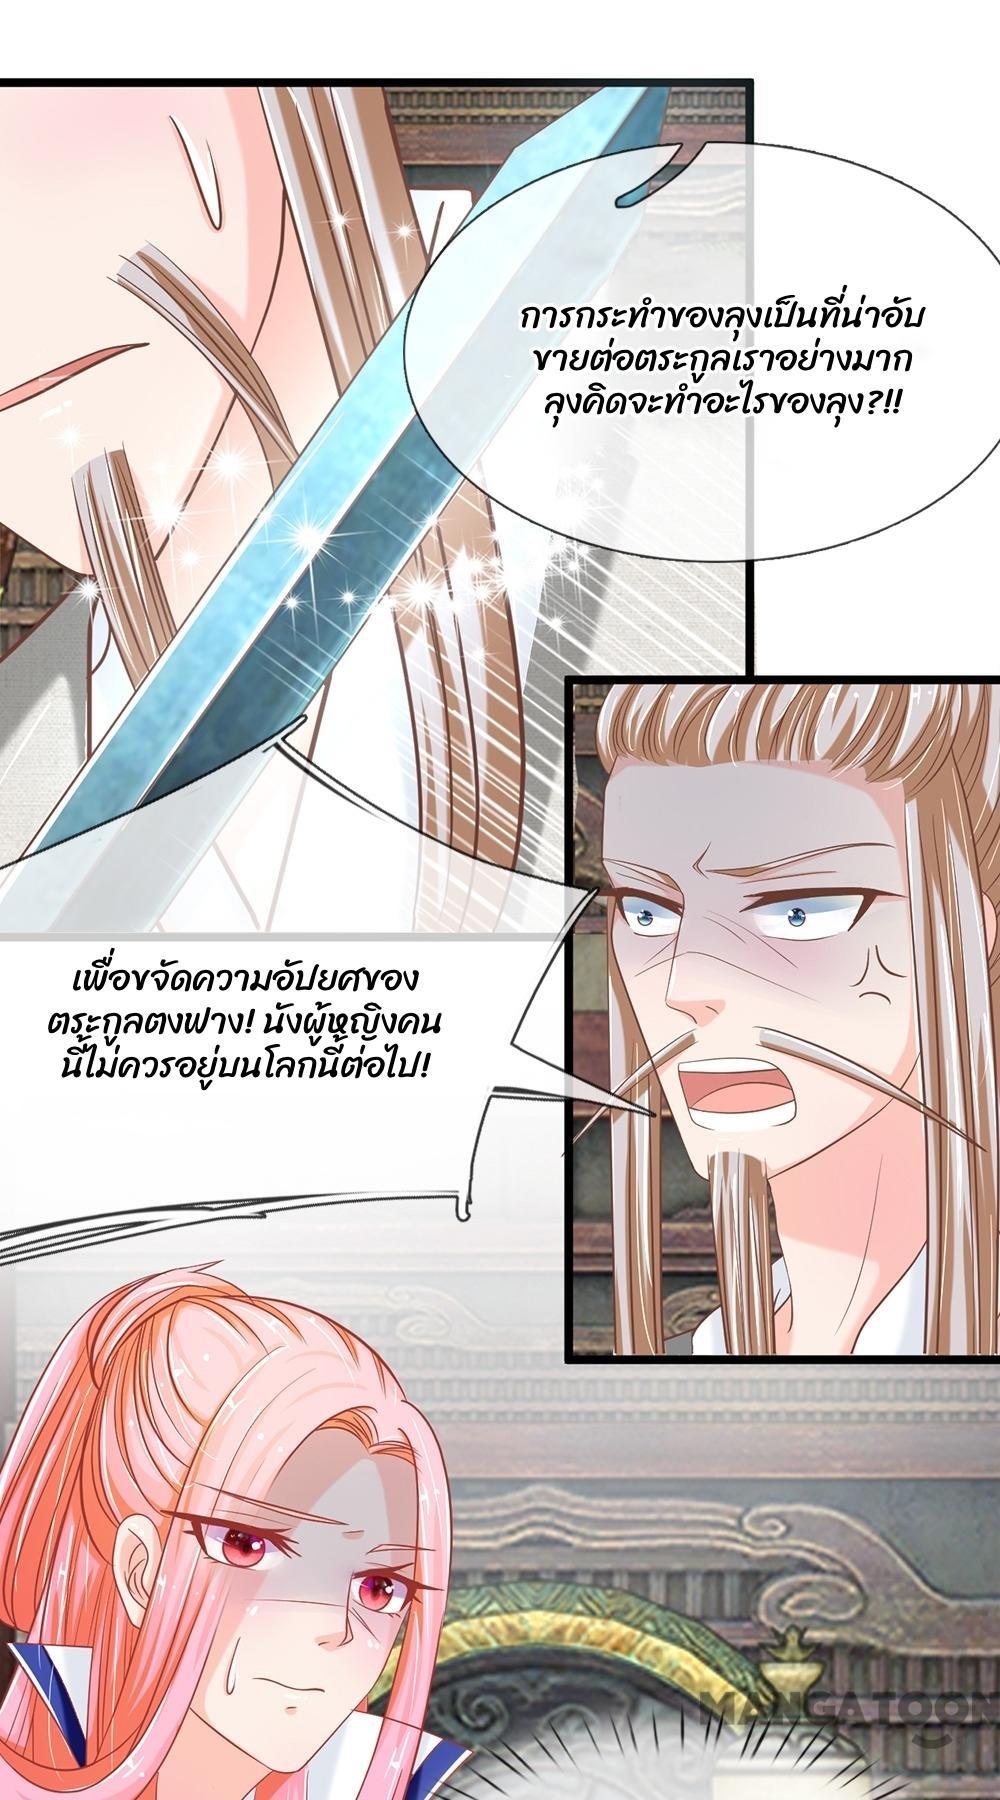 การกระทำของลุงเป็นที่น่าอับ
ขายต่อตระกูลเราอย่างมาก
ลุงคิดจะทำอะไรของลุง?!!
เพื่อขจัดความอัปยศของ
ตระกูลตงฟาง! นังผู้หญิงคน
นี้ไม่ควรอยู่บนโลกนี้ต่อไป!
MANGATOON